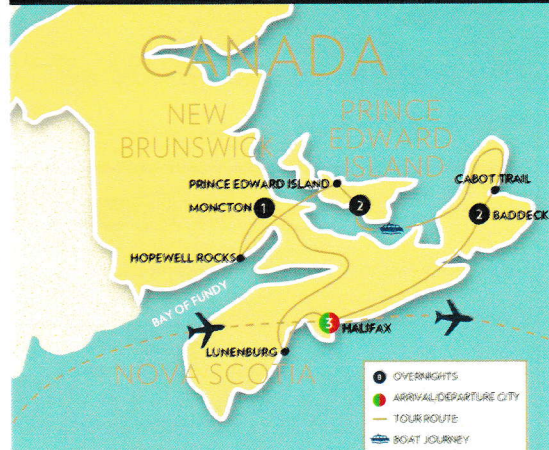 CANADA
NEW
BRUNSWICK
PRINCE
EDWARD
ISLAND
PRINCE EDWARD ISLAND
CABOT TRAIL
MONCTON 1
2
2 BADDECK
HOPEWELL ROCKS
BAY OF FUNDY
3 HALIFAX
LUNENBURG
NOVA SCOTIA
OVERNIGHTS
ARRIVAL/DEPARTURE CITY
TOUR ROUTE
BOAT JOURNEY